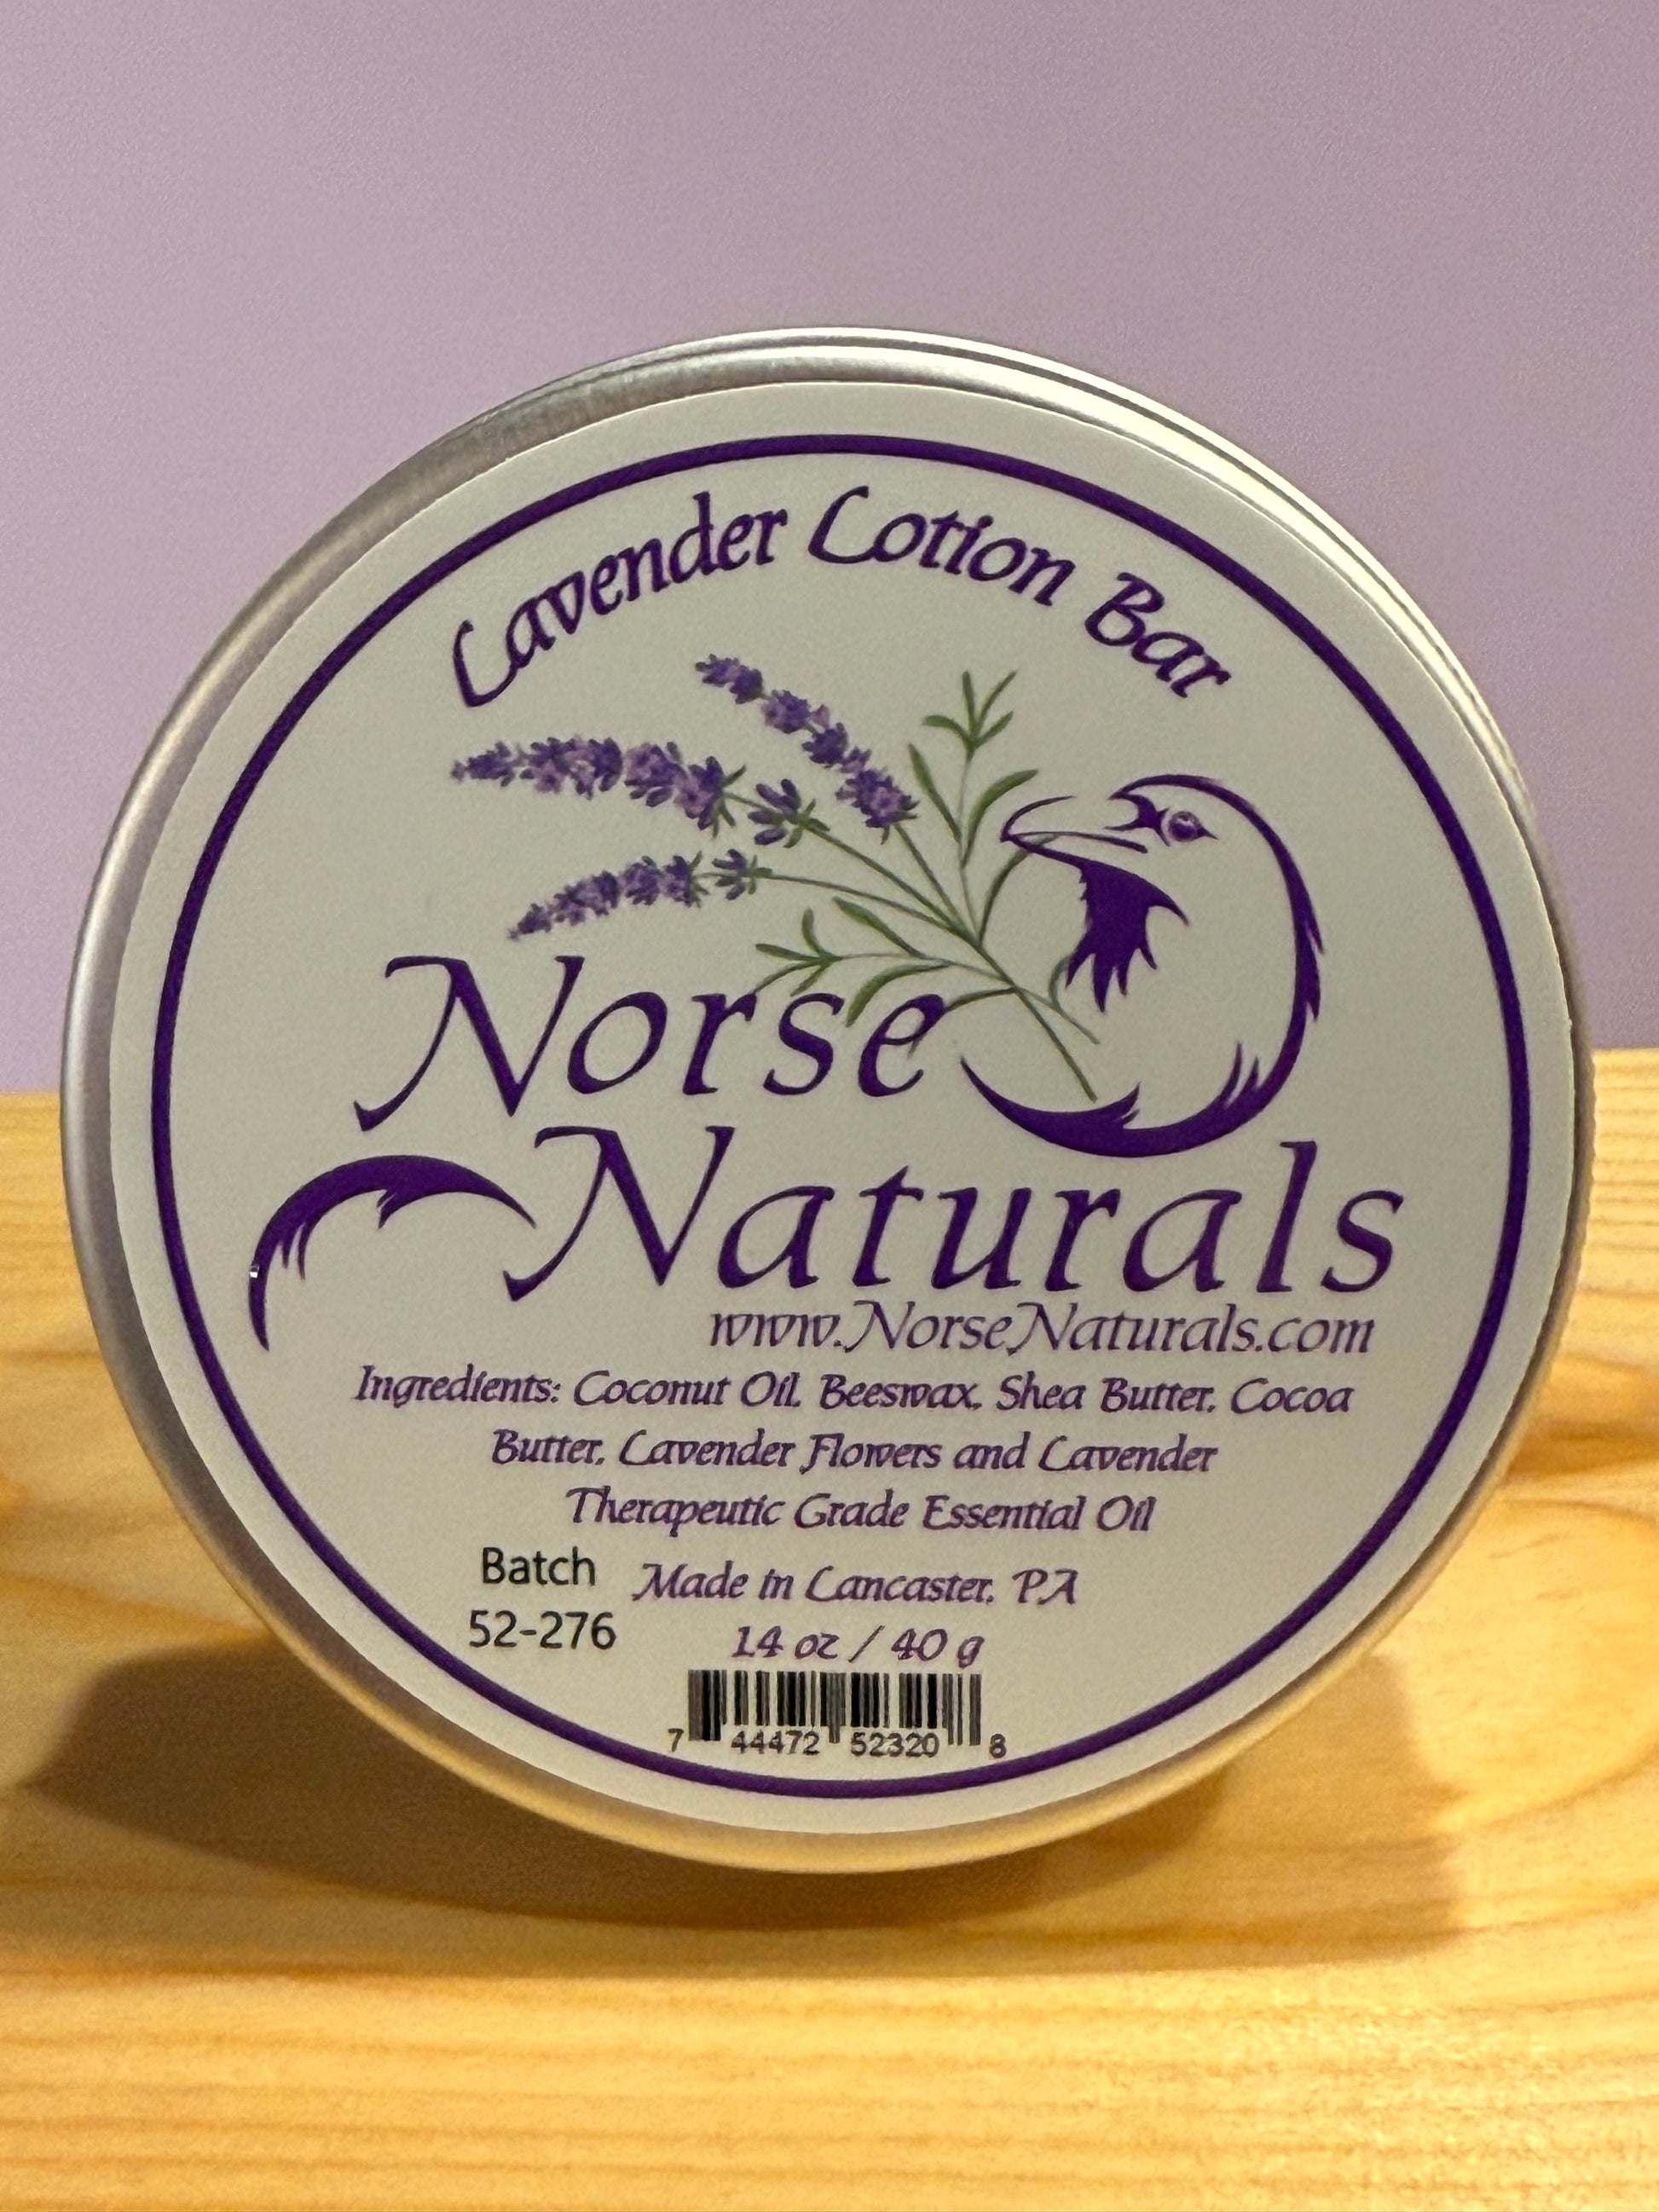 Lavender Lotion Bar
Norse
Naturals
www.NorseNaturals.com
Ingredients: Coconut Oil, Beeswax, Shea Butter, Cocoa
Butter, Lavender Flowers and Lavender
Therapeutic Grade Essential Oil
Batch
52-276
Made in Lancaster, PA
1.4 oz / 40 g
7 44472 52320 8